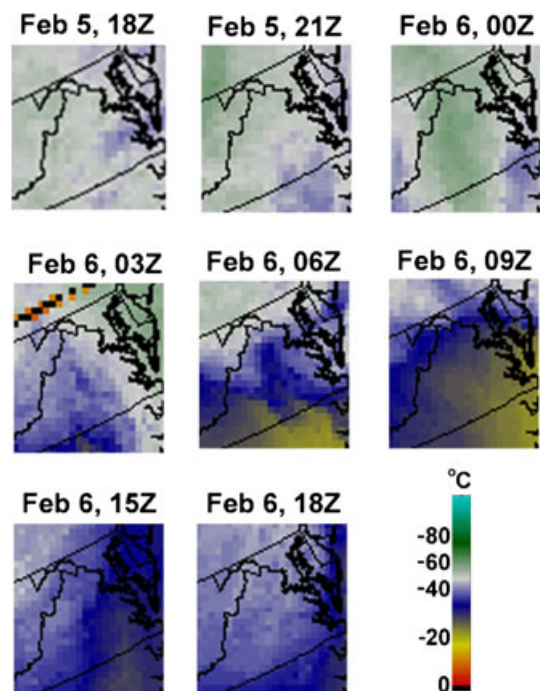 Feb 5, 18Z
Feb 5, 21Z
Feb 6, 00Z
Feb 6, 03Z
Feb 6, 06Z
Feb 6, 09Z
Feb 6, 15Z
Feb 6, 18Z
°C
-80
-60
-40
-20
0